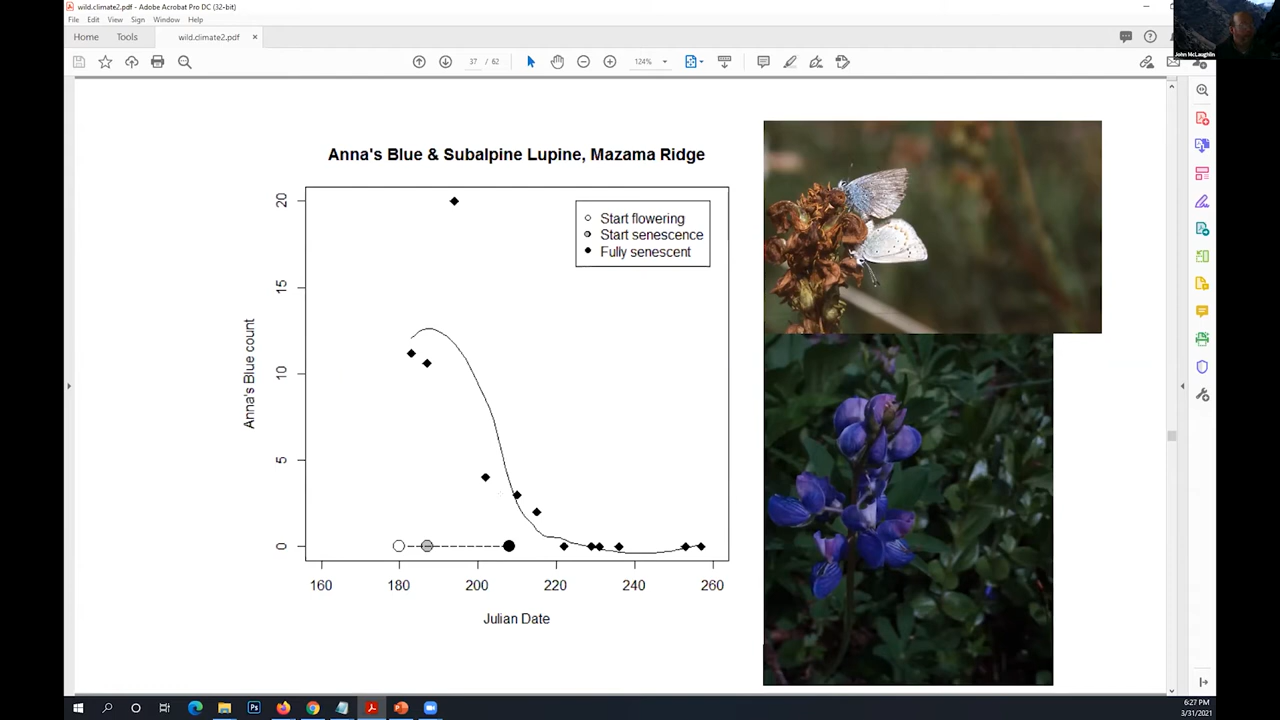 wild.climate2.pdf - Adobe Acrobat Pro DC (32-bit)
File Edit View Sign Window Help
Home Tools wild.climate2.pdf ×
37 / 62
124%
John McLaughlin
Anna's Blue & Subalpine Lupine, Mazama Ridge
20
15
10
5
0
Anna's Blue count
Start flowering
Start senescence
Fully senescent
160 180 200 220 240 260
Julian Date
6:27 PM
3/31/2021